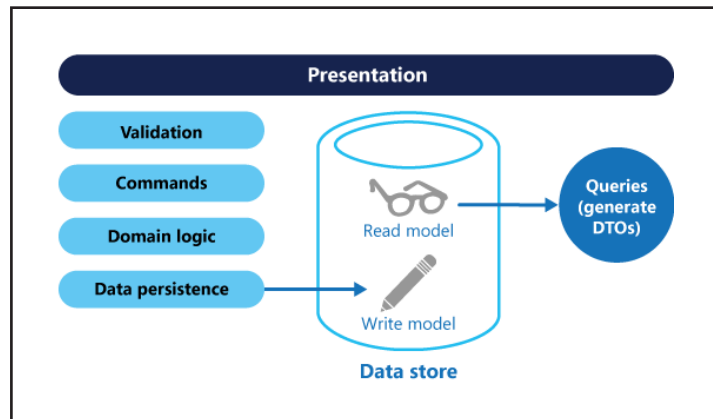 Presentation
Validation
Commands
Domain logic
Data persistence
Read model
Write model
Data store
Queries
(generate
DTOs)